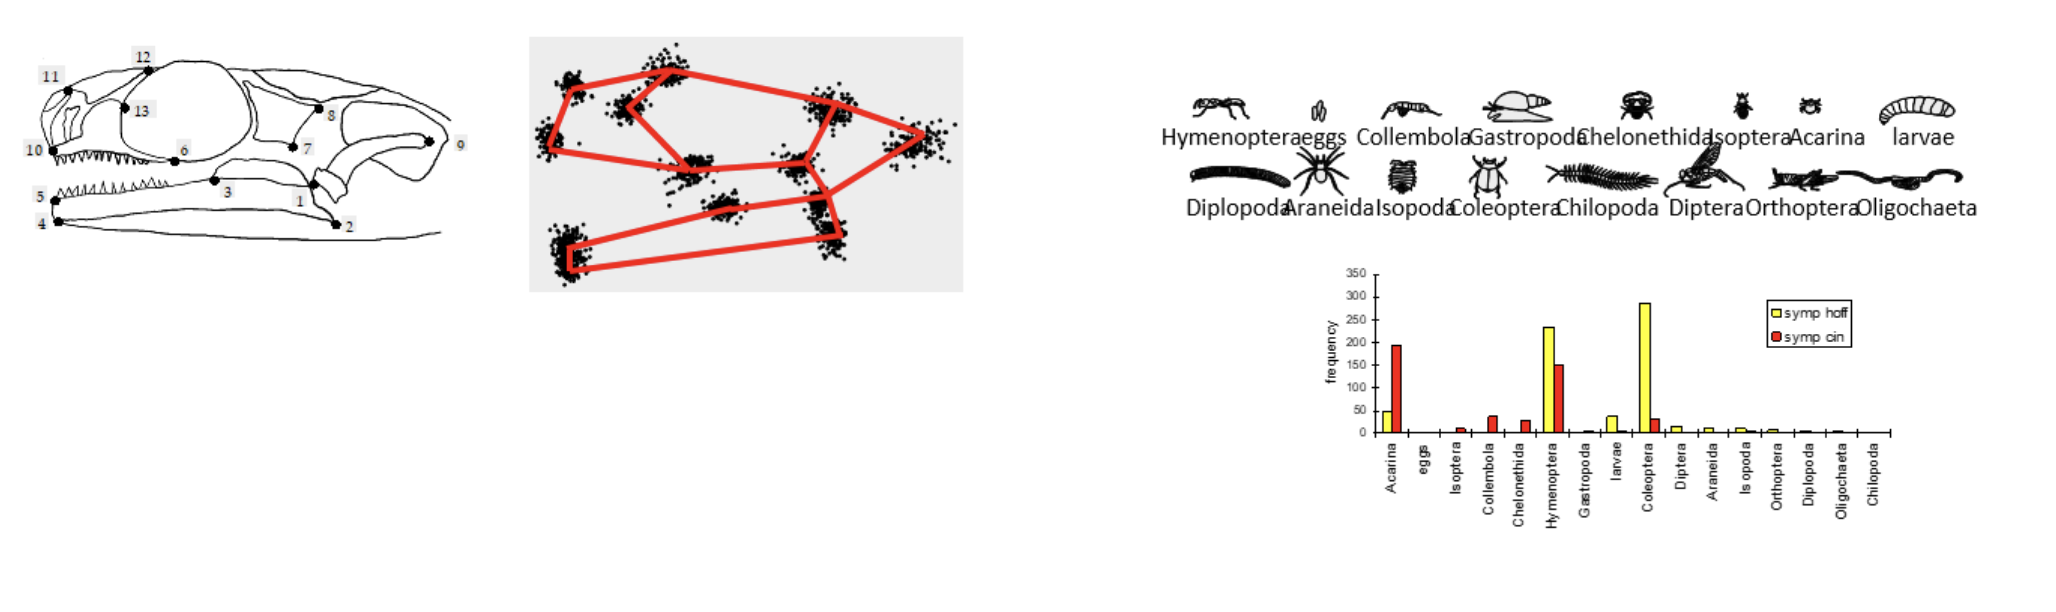 12
11
13
8
10
6
7
9
5
3
1
4
2
Hymenoptera eggs Collembola Gastropoda Chelonethida Isoptera Acarina larvae
Diplopoda Araneida Isopoda Coleoptera Chilopoda Diptera Orthoptera Oligochaeta
350
300
250
200
150
100
50
0
frequency
symp hoff
symp cin
Acarina
eggs
Isoptera
Collembola
Chelonethida
Hymenoptera
Gastropoda
larvae
Coleoptera
Diptera
Araneida
Isopoda
Orthoptera
Diplopoda
Oligochaeta
Chilopoda